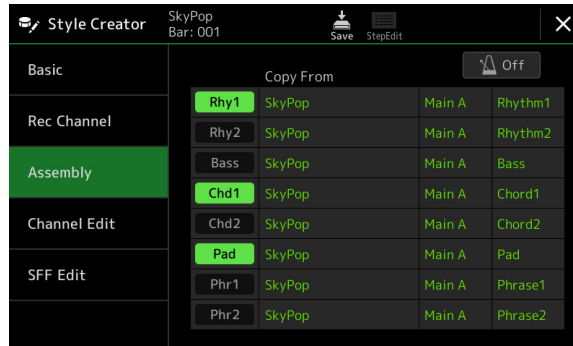 Style Creator
SkyPop
Bar: 001
Save StepEdit
Basic
Rec Channel
Assembly
Channel Edit
SFF Edit
Copy From
Off
Rhy1 SkyPop Main A Rhythm1
Rhy2 SkyPop Main A Rhythm2
Bass SkyPop Main A Bass
Chd1 SkyPop Main A Chord1
Chd2 SkyPop Main A Chord2
Pad SkyPop Main A Pad
Phr1 SkyPop Main A Phrase1
Phr2 SkyPop Main A Phrase2